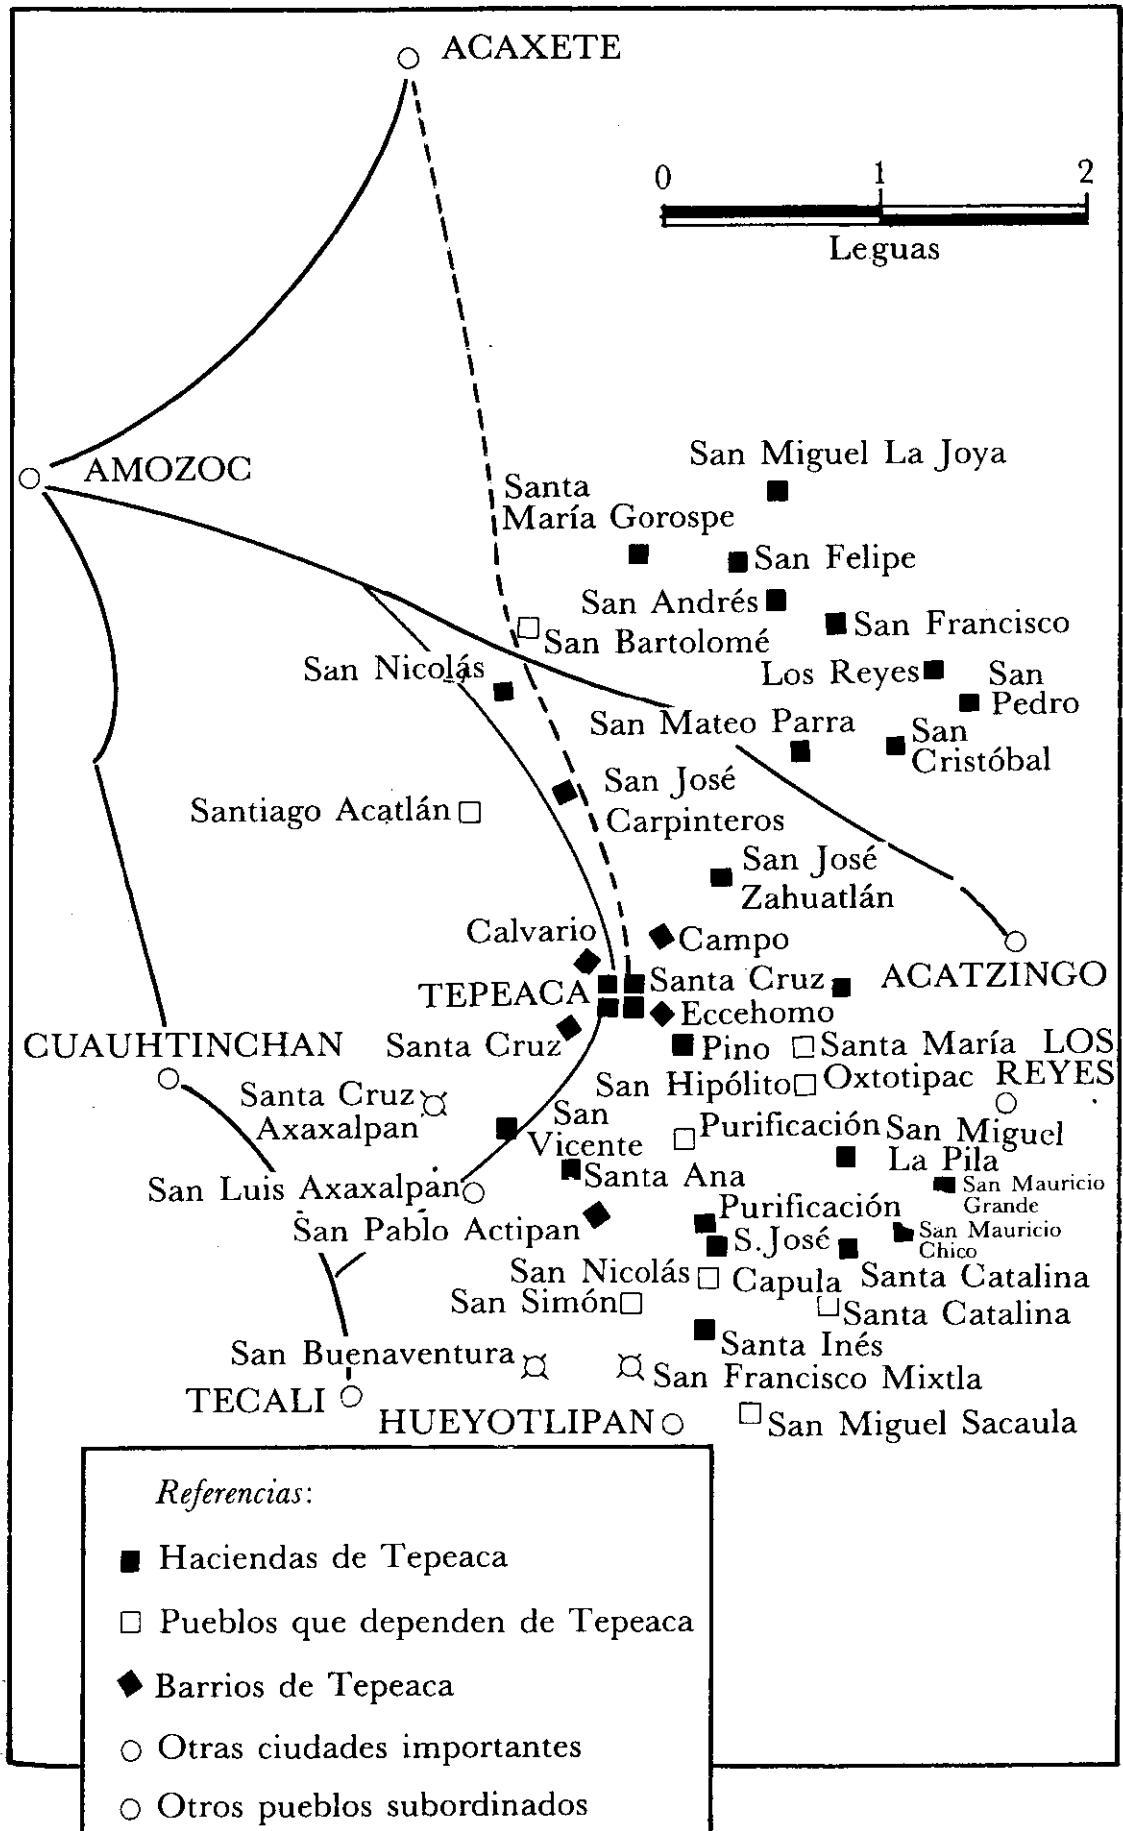 ACAXETE
0 1 2
Leguas
AMOZOC
San Miguel La Joya
Santa
María Gorospe
San Felipe
San Andrés
San Francisco
San Bartolomé
San Nicolás
Los Reyes
San
Pedro
San Mateo Parra
San
Cristóbal
San José
Carpinteros
Santiago Acatlán
San José
Zahuatlán
Calvario
Campo
ACATZINGO
TEPEACA
Santa Cruz
Eccehomo
CUAUHTINCHAN
Santa Cruz
Pino
Santa María
Oxtotipac
LOS
REYES
San Hipólito
Santa Cruz
Axaxalpan
San
Vicente
Purificación
San Miguel
La Pila
Santa Ana
San Mauricio
Grande
San Luis Axaxalpan
San Pablo Actipan
Purificación
S.José
San Mauricio
Chico
San Nicolás
Capula
Santa Catalina
San Simón
Santa Catalina
Santa Inés
San Buenaventura
San Francisco Mixtla
TECALI
HUEYOTLIPAN
San Miguel Sacaula
Referencias:
Haciendas de Tepeaca
Pueblos que dependen de Tepeaca
Barrios de Tepeaca
Otras ciudades importantes
Otros pueblos subordinados